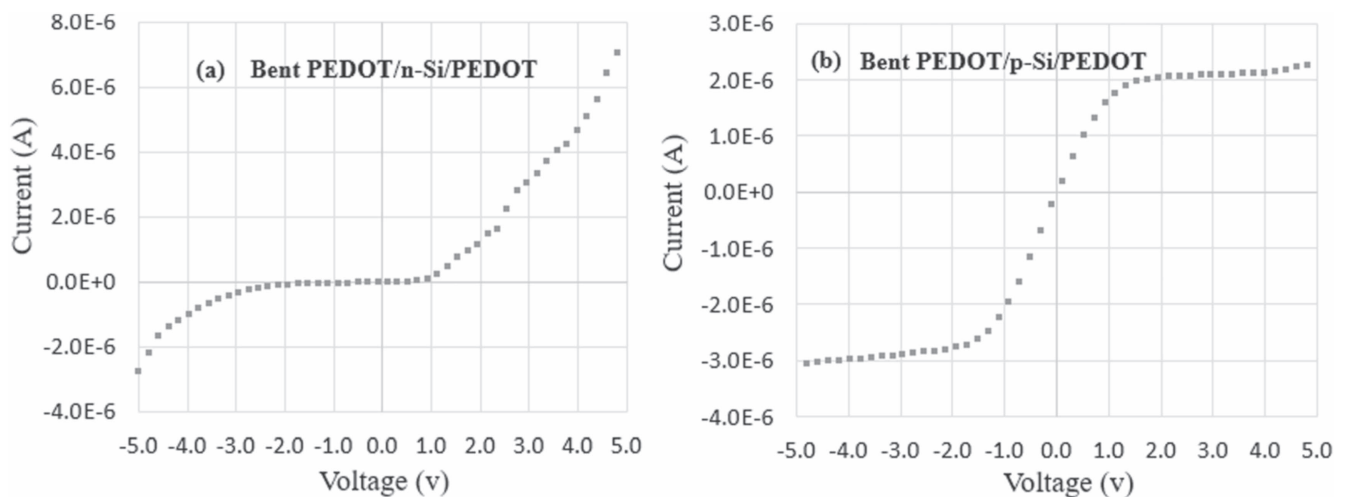 (a) Bent PEDOT/n-Si/PEDOT
Current (A)
8.0E-6
6.0E-6
4.0E-6
2.0E-6
0.0E+0
-2.0E-6
-4.0E-6
-5.0 -4.0 -3.0 -2.0 -1.0 0.0 1.0 2.0 3.0 4.0 5.0
Voltage (v)
(b) Bent PEDOT/p-Si/PEDOT
Current (A)
3.0E-6
2.0E-6
1.0E-6
0.0E+0
-1.0E-6
-2.0E-6
-3.0E-6
-4.0E-6
-5.0 -4.0 -3.0 -2.0 -1.0 0.0 1.0 2.0 3.0 4.0 5.0
Voltage (v)